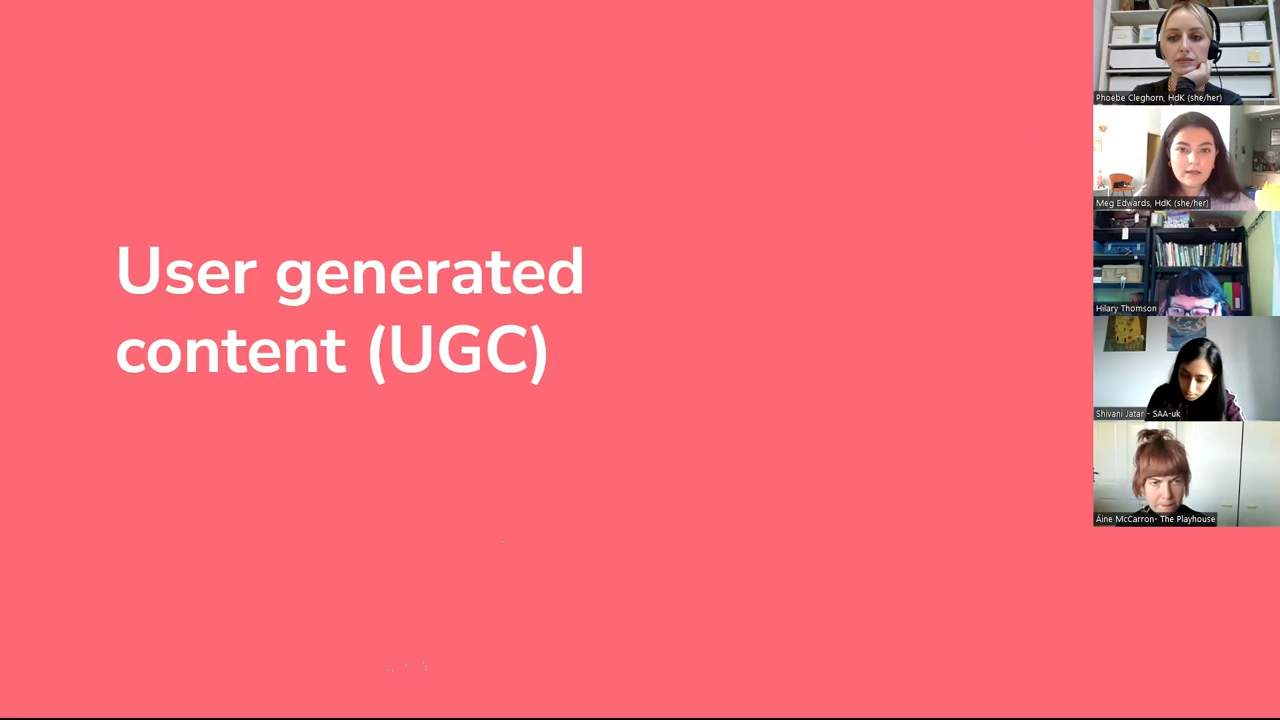 User generated
content (UGC)
Phoebe Cleghorn, HdK (she/her)
Meg Edwards, HdK (she/her)
Hilary Thomson
Shivani Jatar - SAA-uk
Áine McCarron- The Playhouse